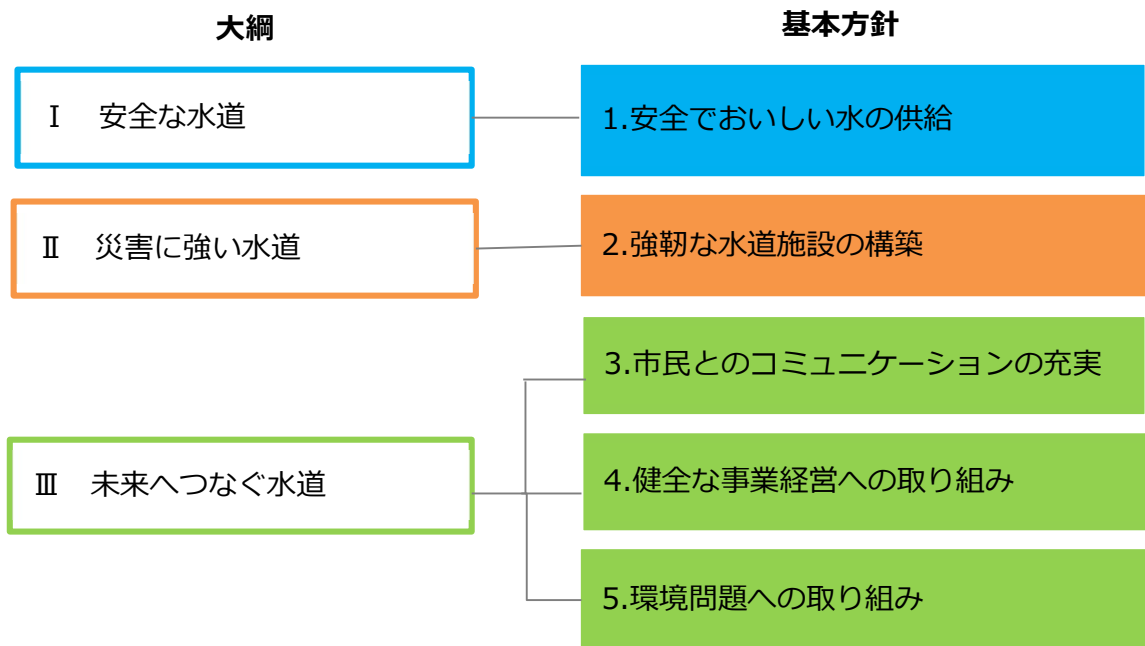 大綱
基本方針
Ⅰ 安全な水道
1.安全でおいしい水の供給
Ⅱ 災害に強い水道
2.強靭な水道施設の構築
3.市民とのコミュニケーションの充実
Ⅲ 未来へつなぐ水道
4.健全な事業経営への取り組み
5.環境問題への取り組み